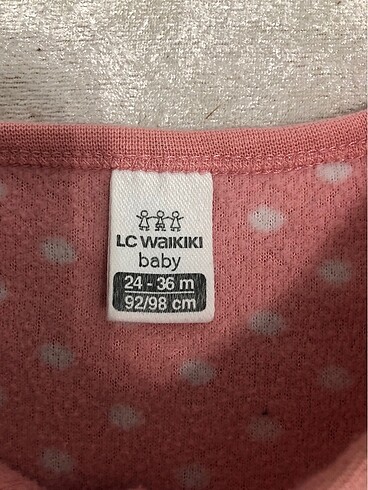 LC WAIKIKI
baby
24 - 36 m
92/98 cm